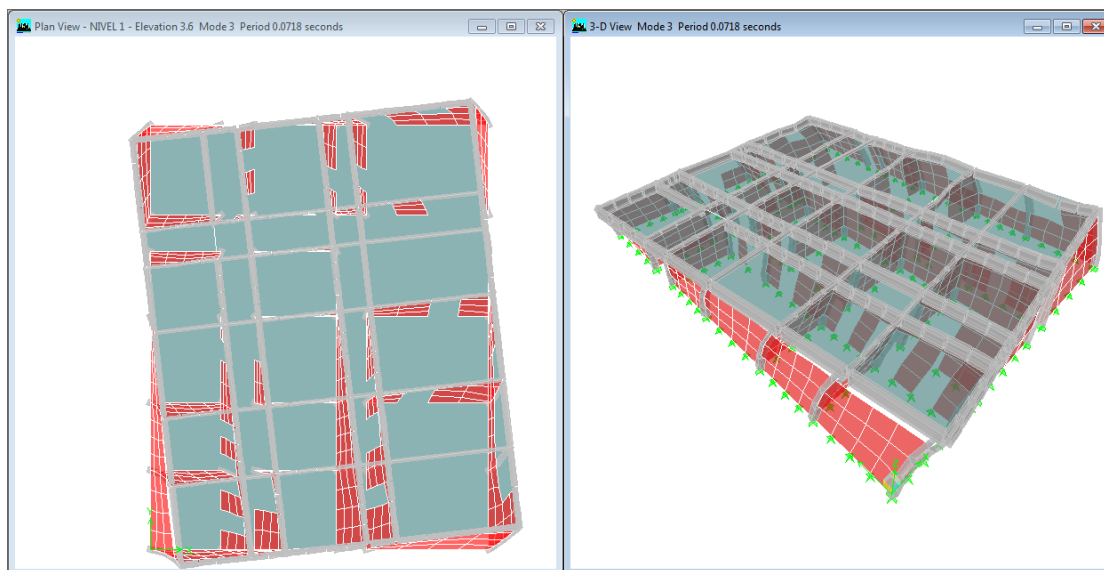 Plan View - NIVEL 1 - Elevation 3.6 Mode 3 Period 0.0718 seconds
3-D View Mode 3 Period 0.0718 seconds